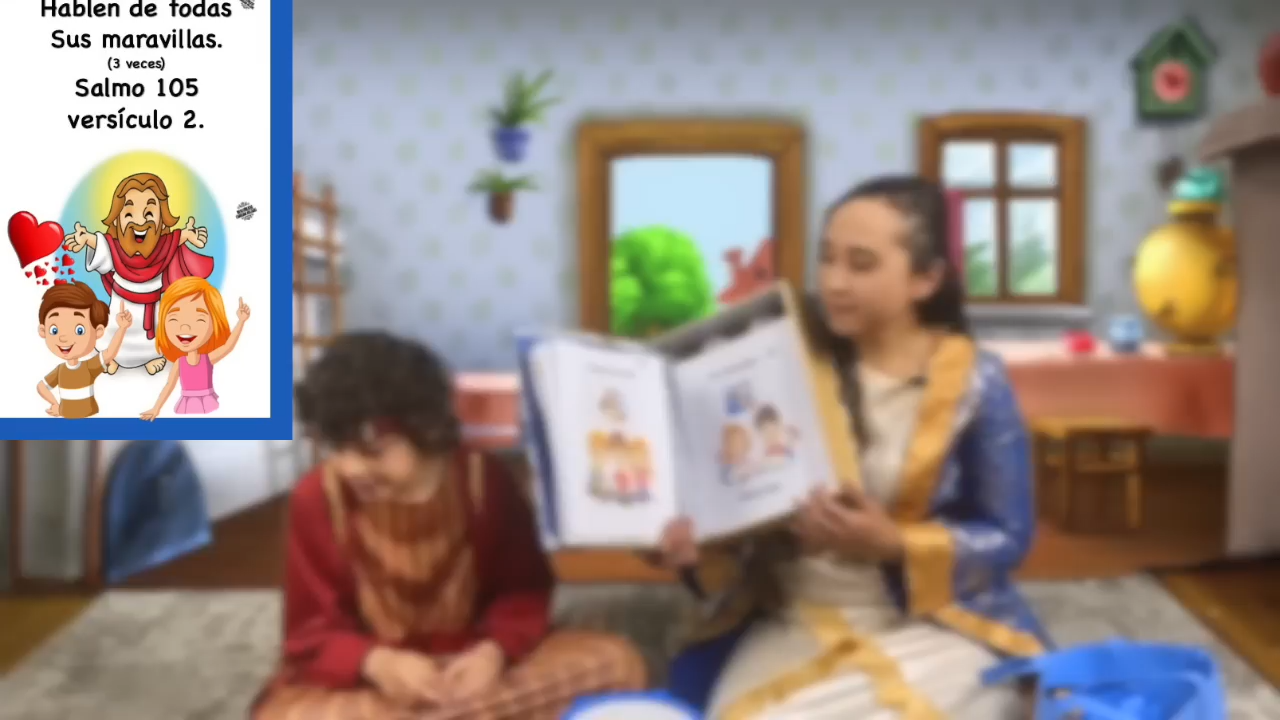 Hablen de todas
Sus maravillas.
(3 veces)
Salmo 105
versículo 2.